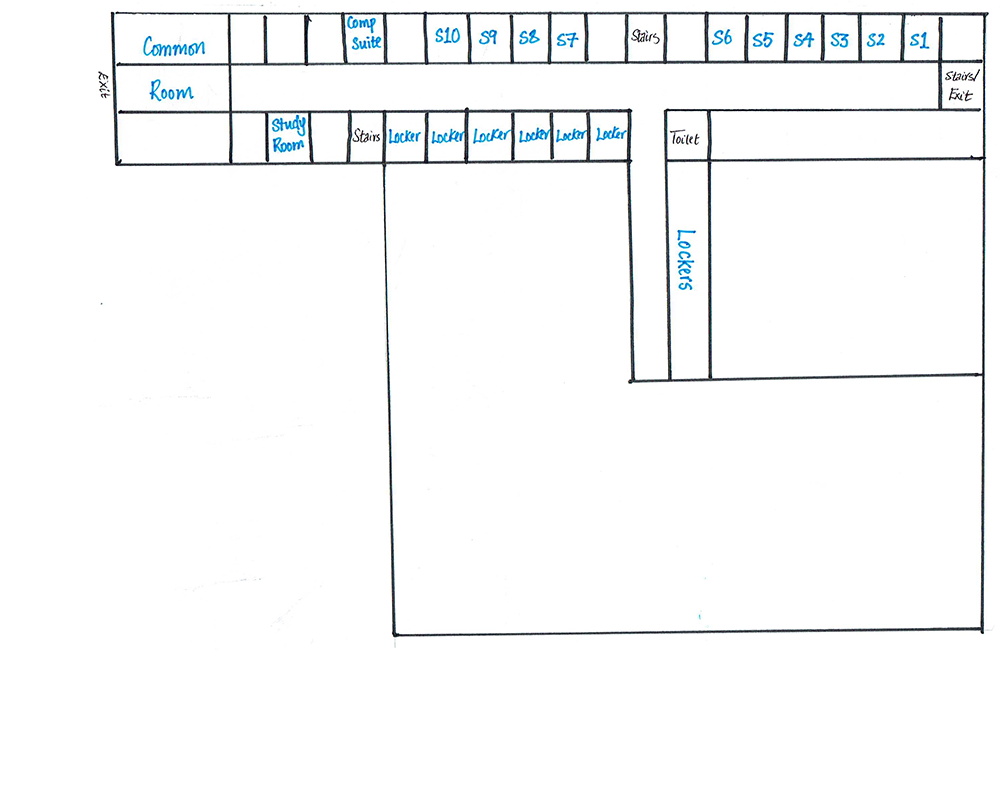 Common
Room
Comp
Suite
S10
S9
S8
S7
Stairs
S6
S5
S4
S3
S2
S1
Exit
Stairs/
Exit
Study
Room
Stairs
Locker
Locker
Locker
Locker
Locker
Locker
Toilet
Lockers